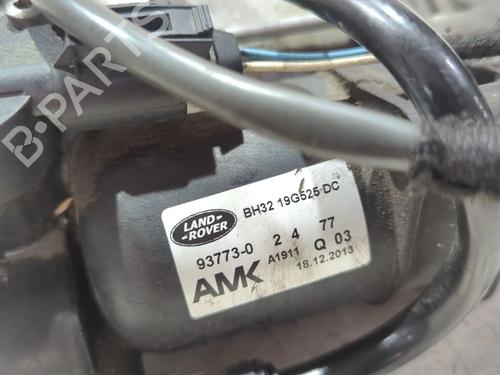 B-PARTS
LAND-
-ROVER
BH32 19G525 DC
93773-0 2 4 77
A1911 Q 03
AMK 18.12.2013